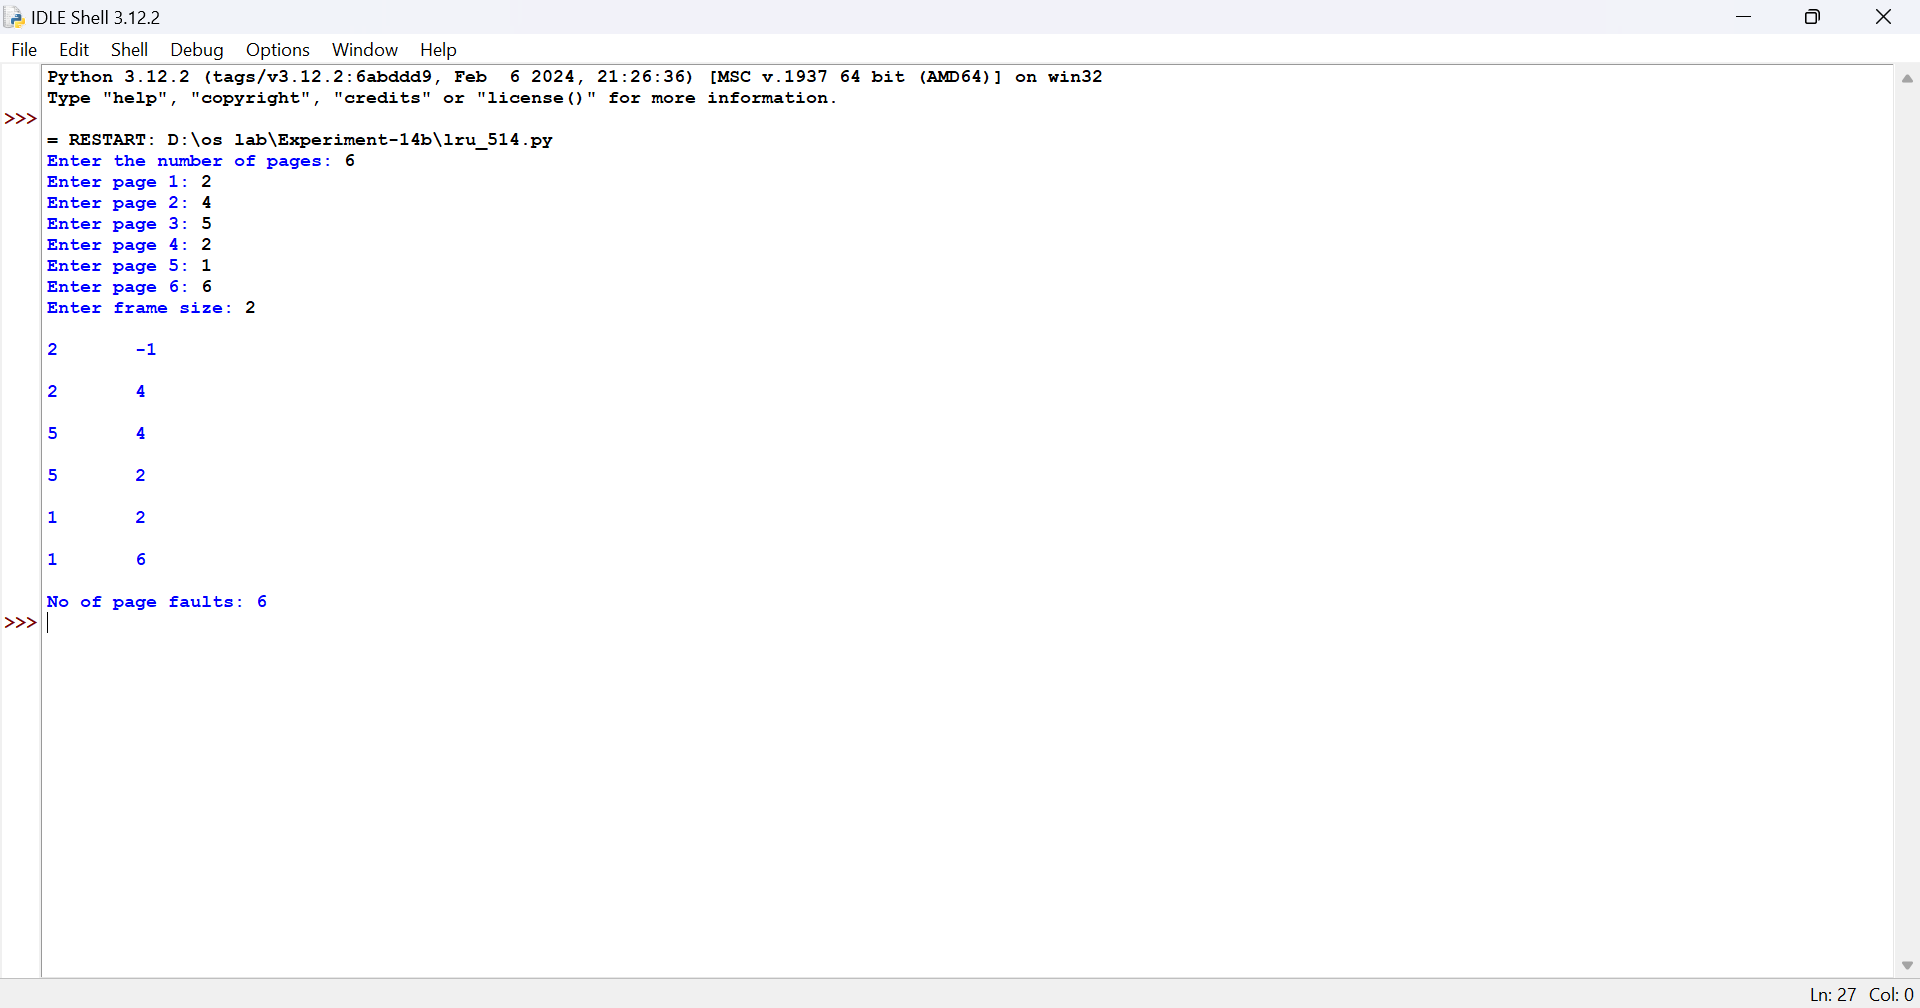 IDLE Shell 3.12.2
File Edit Shell Debug Options Window Help
Python 3.12.2 (tags/v3.12.2:6abddd9, Feb  6 2024, 21:26:36) [MSC v.1937 64 bit (AMD64)] on win32
Type "help", "copyright", "credits" or "license()" for more information.
>>>
= RESTART: D:\os lab\Experiment-14b\lru_514.py
Enter the number of pages: 6
Enter page 1: 2
Enter page 2: 4
Enter page 3: 5
Enter page 4: 2
Enter page 5: 1
Enter page 6: 6
Enter frame size: 2
2 -1
2 4
5 4
5 2
1 2
1 6
No of page faults: 6
>>>
Ln: 27 Col: 0